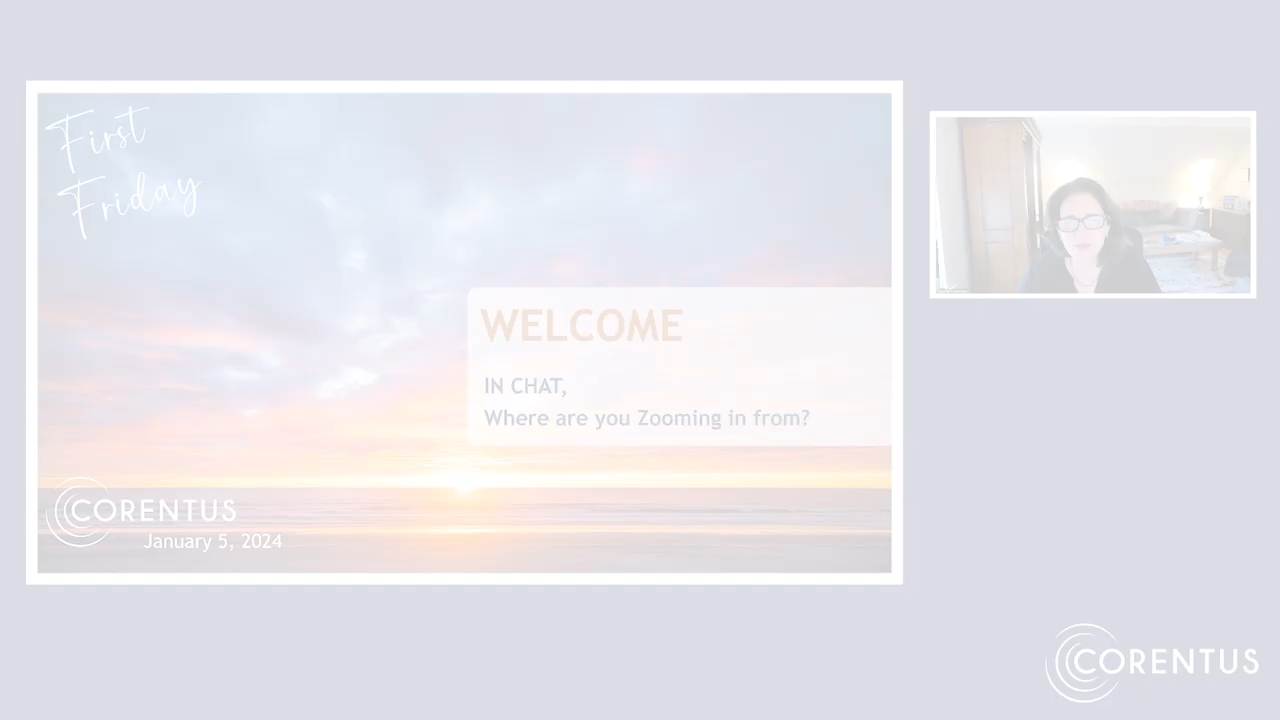 First
Friday
WELCOME
IN CHAT,
Where are you Zooming in from?
CORENTUS
January 5, 2024
CORENTUS